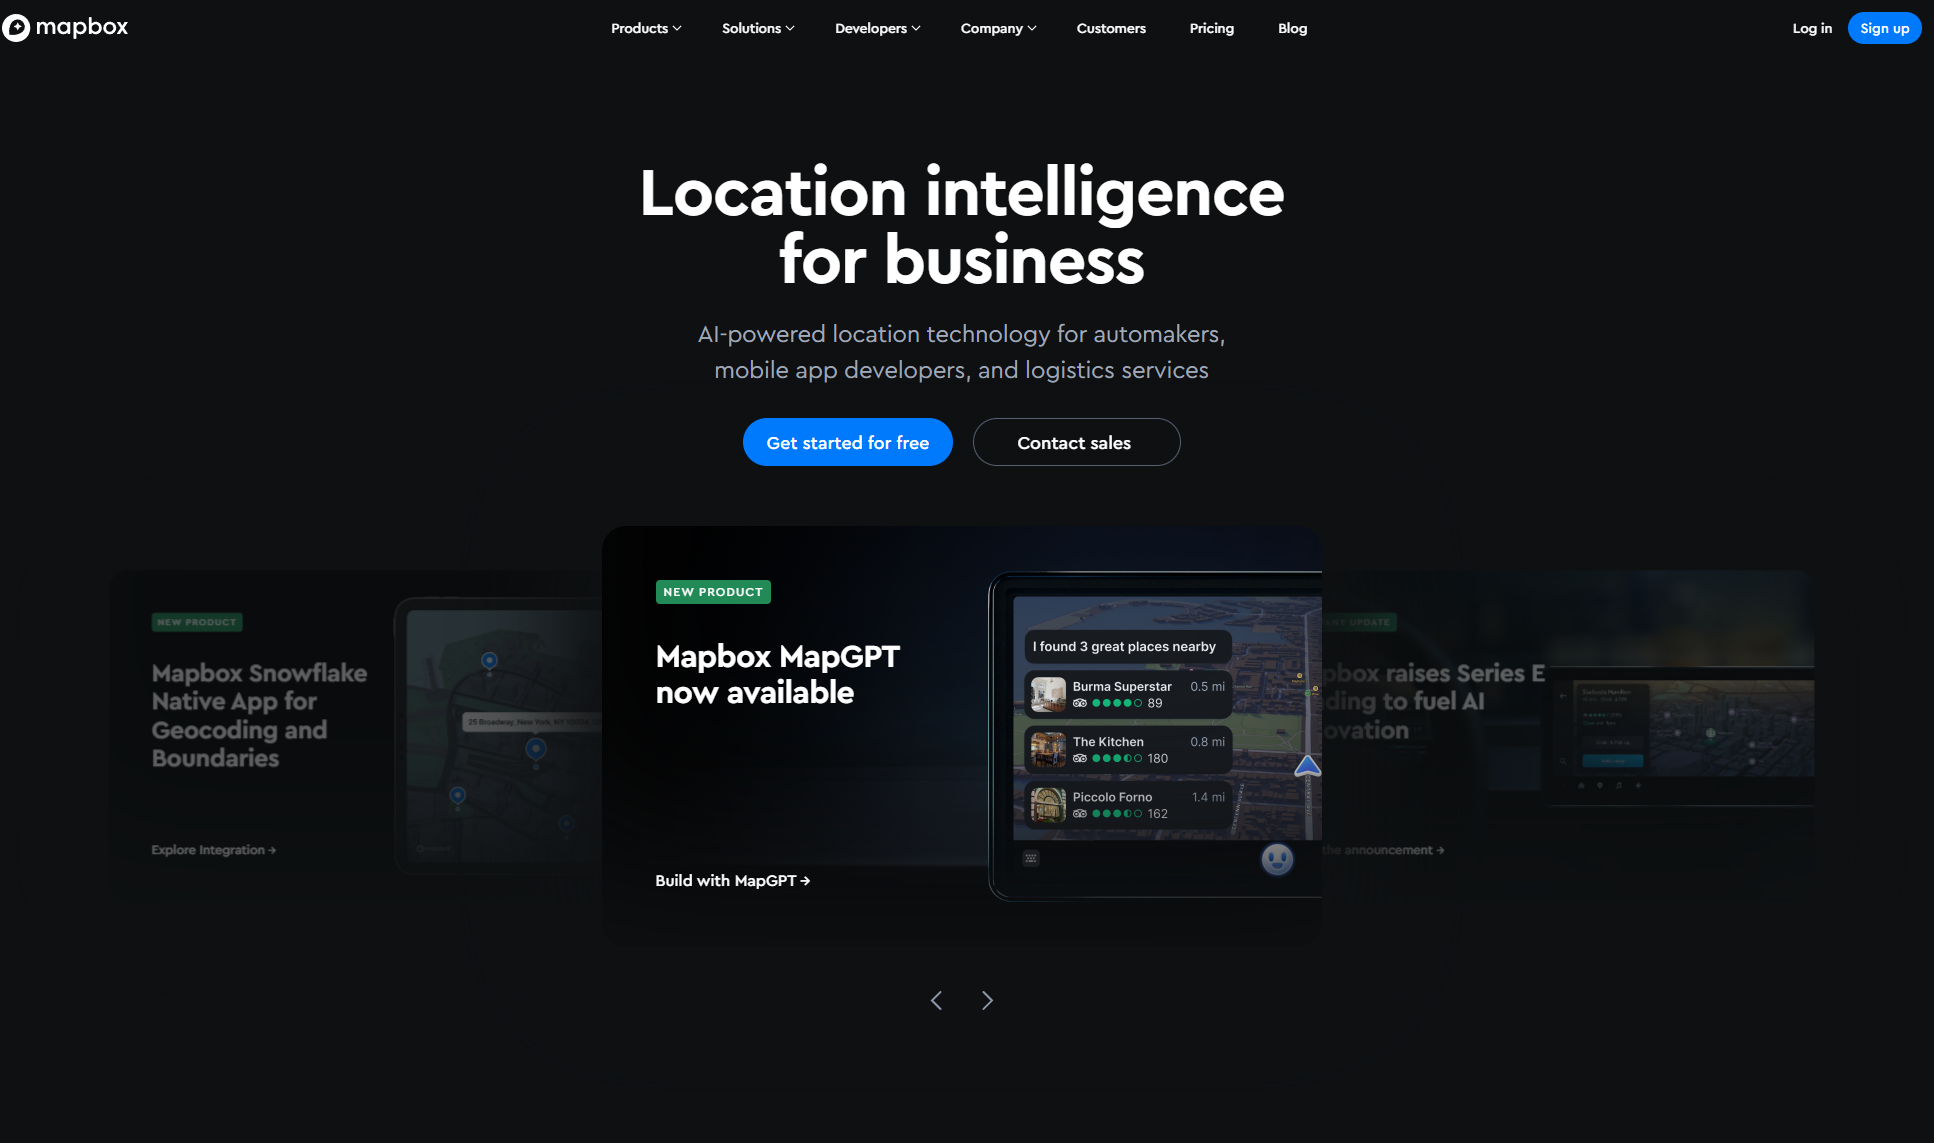 mapbox
Products
Solutions
Developers
Company
Customers
Pricing
Blog
Log in
Sign up
Location intelligence
for business
AI-powered location technology for automakers,
mobile app developers, and logistics services
Get started for free
Contact sales
NEW PRODUCT
Mapbox Snowflake
Native App for
Geocoding and
Boundaries
Explore Integration →
25 Broadway, New York, NY 10004
NEW PRODUCT
Mapbox MapGPT
now available
Build with MapGPT →
I found 3 great places nearby
Burma Superstar 0.5 mi
89
The Kitchen 0.8 mi
180
Piccolo Forno 1.4 mi
162
UPDATE
pbox raises Series E
ding to fuel AI
ovation
the announcement →